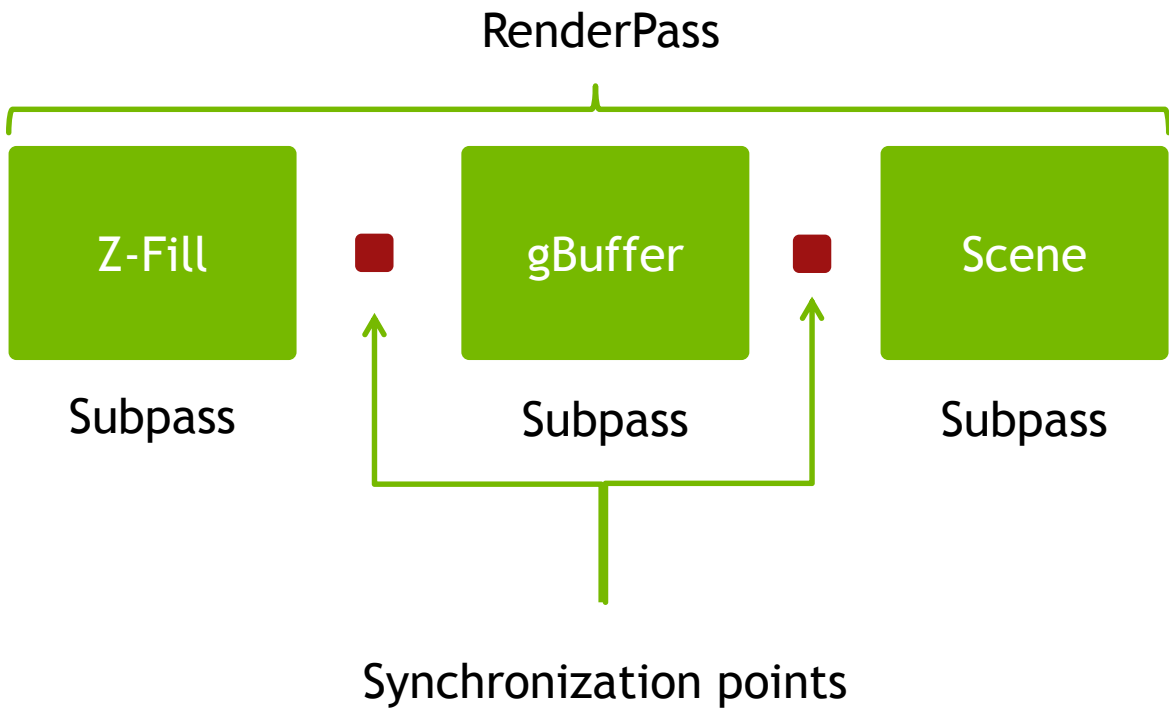 RenderPass
Z-Fill
gBuffer
Scene
Subpass
Subpass
Subpass
Synchronization points